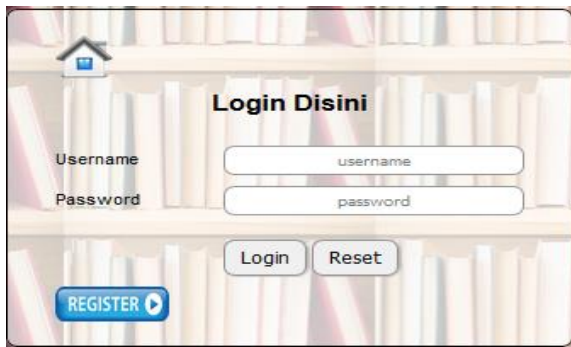 Login Disini
Username username
Password password
Login Reset
REGISTER